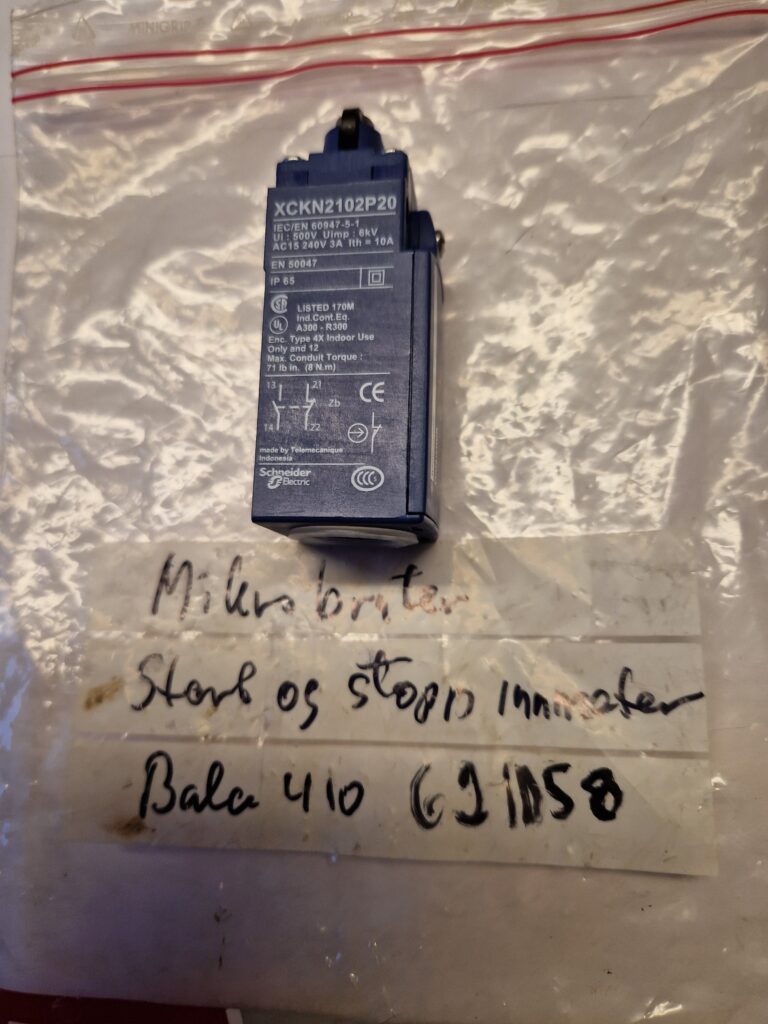 MINIGRIP
XCKN2102P20
IEC/EN 60947-5-1
Ui : 500V Uimp : 6kV
AC15 240V 3A Ith = 10A
EN 50047
IP 65
LISTED 170M
Ind.Cont.Eq.
A300 - R300
Enc. Type 4X Indoor Use
Only and 12
Max. Conduit Torque :
71 lb in. (8 N.m)
13 21
Zb
14 22
CE
made by Telemecanique
Indonesia
Schneider
Electric
Mikrobryter
Start og stopp innmater
Bala 410